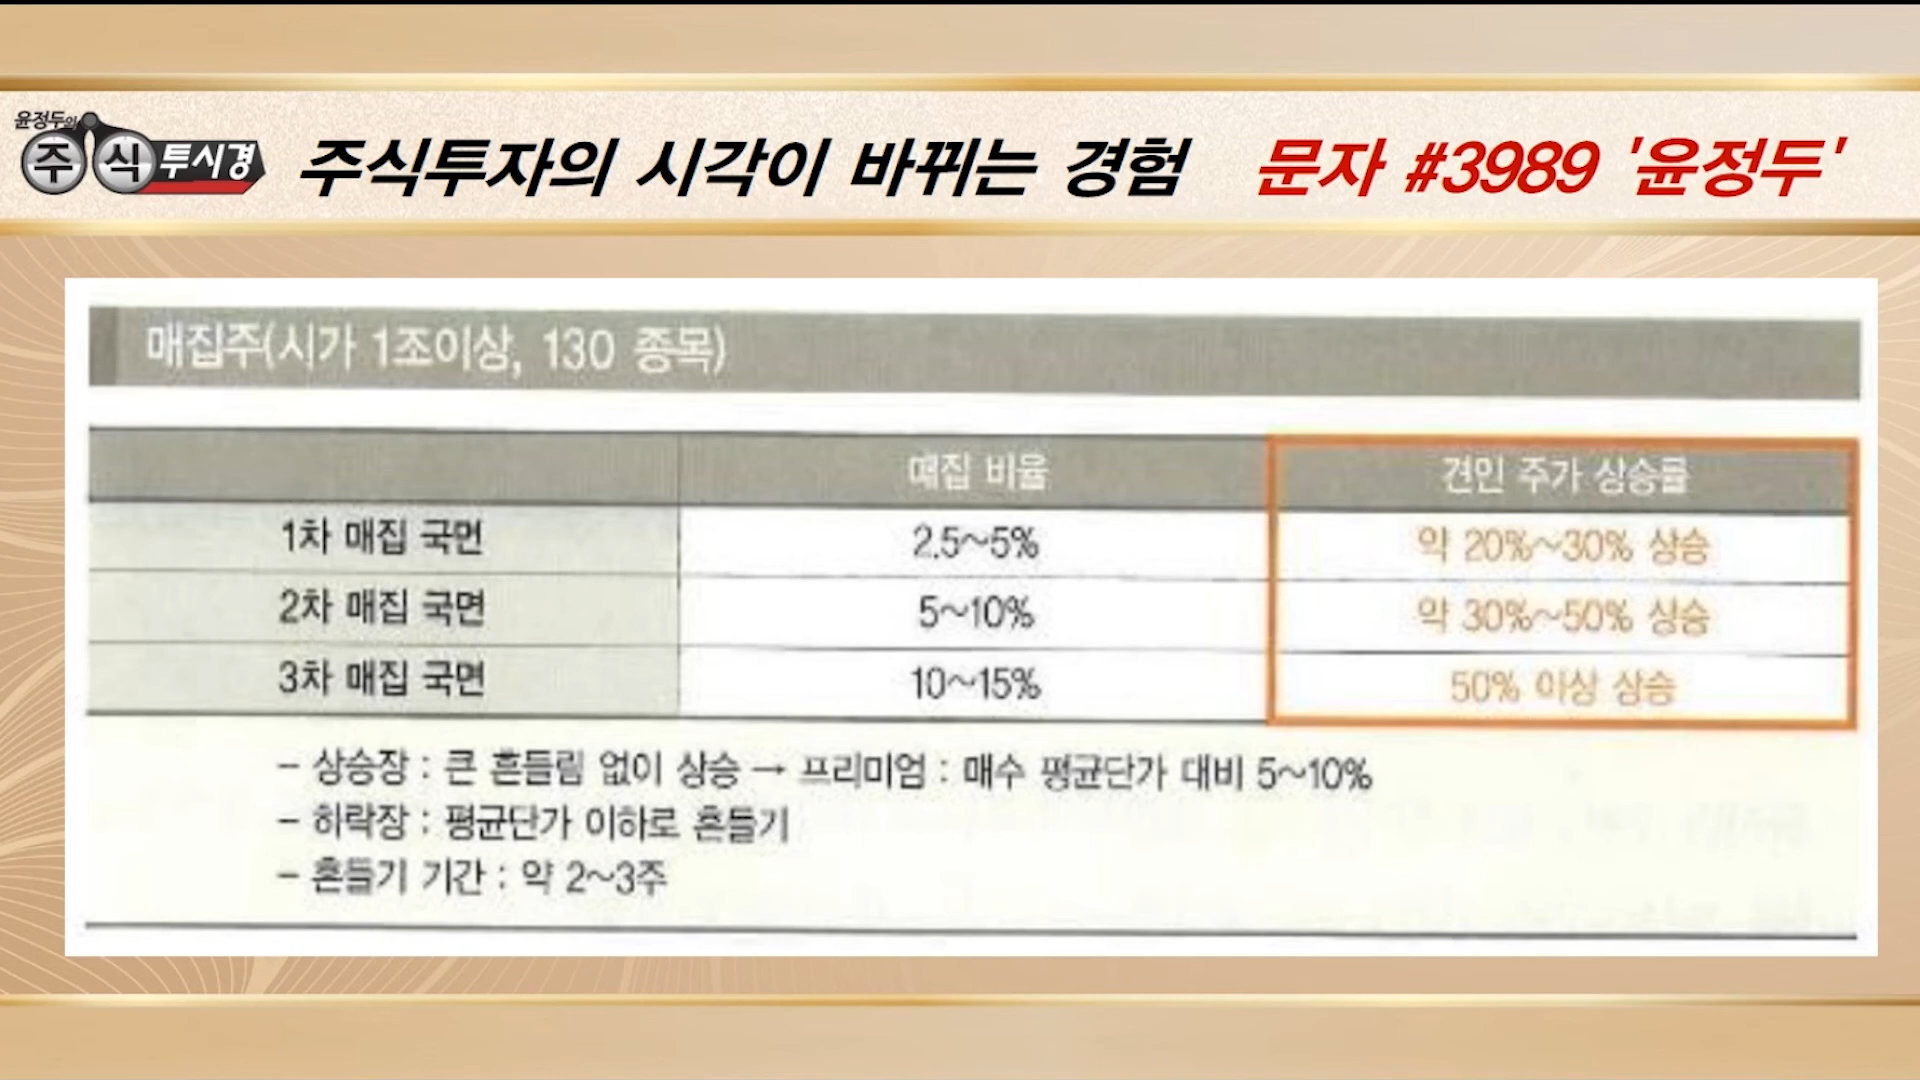 윤정두의
주식투시경
주식투자의 시각이 바뀌는 경험 문자 #3989 '윤정두'
매집주(시가 1조이상, 130 종목)
매집 비율 견인 주가 상승률
1차 매집 국면 2.5~5% 약 20%~30% 상승
2차 매집 국면 5~10% 약 30%~50% 상승
3차 매집 국면 10~15% 50% 이상 상승
- 상승장 : 큰 흔들림 없이 상승 → 프리미엄 : 매수 평균단가 대비 5~10%
- 하락장 : 평균단가 이하로 흔들기
- 흔들기 기간 : 약 2~3주